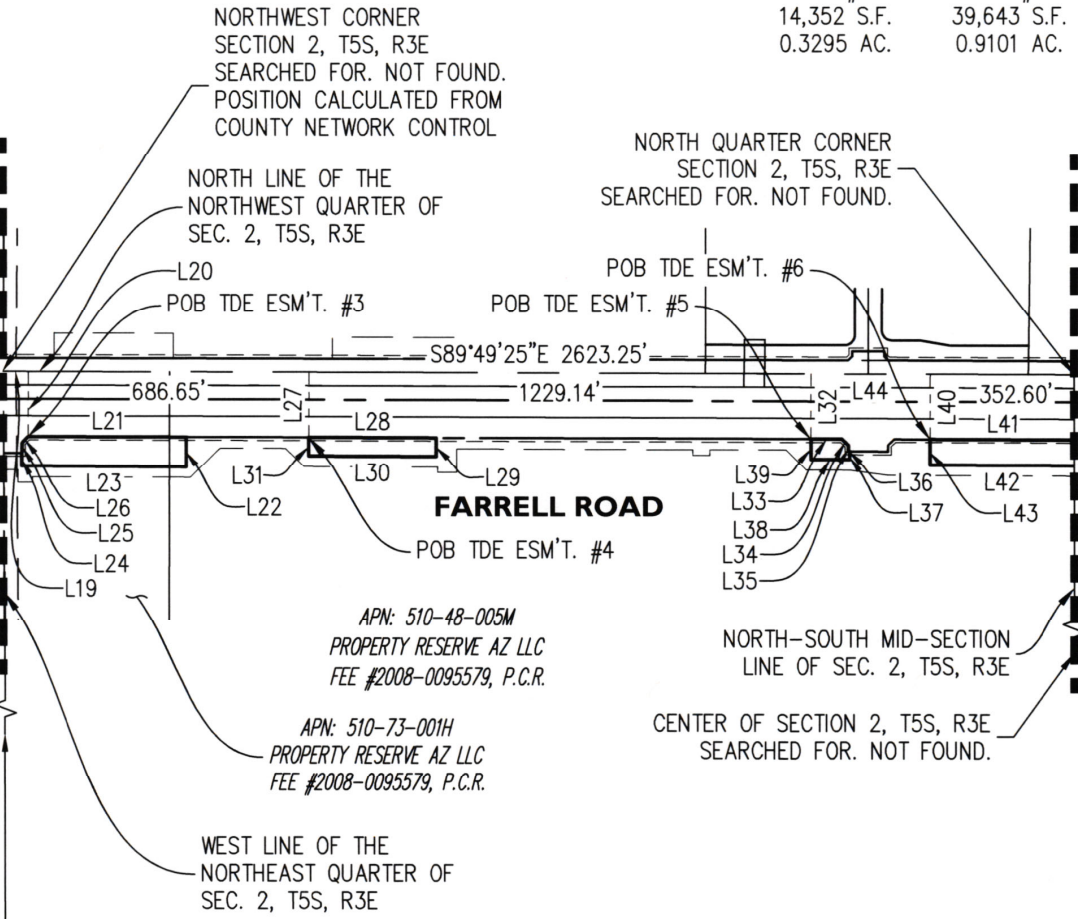 NORTHWEST CORNER
SECTION 2, T5S, R3E
SEARCHED FOR. NOT FOUND.
POSITION CALCULATED FROM
COUNTY NETWORK CONTROL
14,352 S.F.
0.3295 AC.
39,643 S.F.
0.9101 AC.
NORTH QUARTER CORNER
SECTION 2, T5S, R3E
SEARCHED FOR. NOT FOUND.
NORTH LINE OF THE
NORTHWEST QUARTER OF
SEC. 2, T5S, R3E
L20
POB TDE ESM'T. #3
POB TDE ESM'T. #5
POB TDE ESM'T. #6
S89°49'25"E 2623.25'
686.65'
L27
1229.14'
L32
L44
L40
352.60'
L21
L28
L41
L23
L26
L25
L24
L19
L22
L31
L30
L29
L39
L33
L38
L34
L35
L36
L37
L42
L43
FARRELL ROAD
POB TDE ESM'T. #4
APN: 510-48-005M
PROPERTY RESERVE AZ LLC
FEE #2008-0095579, P.C.R.
APN: 510-73-001H
PROPERTY RESERVE AZ LLC
FEE #2008-0095579, P.C.R.
NORTH-SOUTH MID-SECTION
LINE OF SEC. 2, T5S, R3E
CENTER OF SECTION 2, T5S, R3E
SEARCHED FOR. NOT FOUND.
WEST LINE OF THE
NORTHEAST QUARTER OF
SEC. 2, T5S, R3E